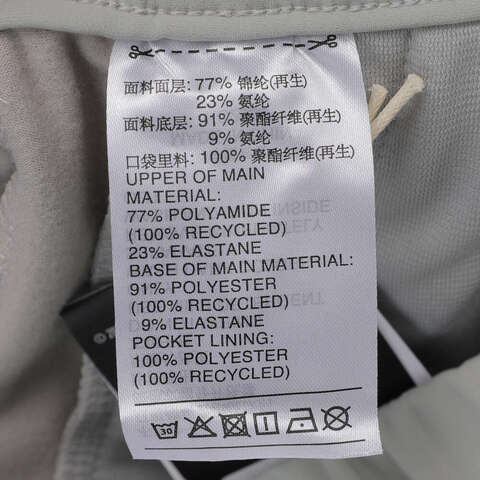 面料面层: 77% 锦纶(再生)
23% 氨纶
面料底层: 91% 聚酯纤维(再生)
9% 氨纶
口袋里料: 100% 聚酯纤维(再生)
UPPER OF MAIN
MATERIAL:
77% POLYAMIDE
(100% RECYCLED)
23% ELASTANE
BASE OF MAIN MATERIAL:
91% POLYESTER
(100% RECYCLED)
9% ELASTANE
POCKET LINING:
100% POLYESTER
(100% RECYCLED)
30